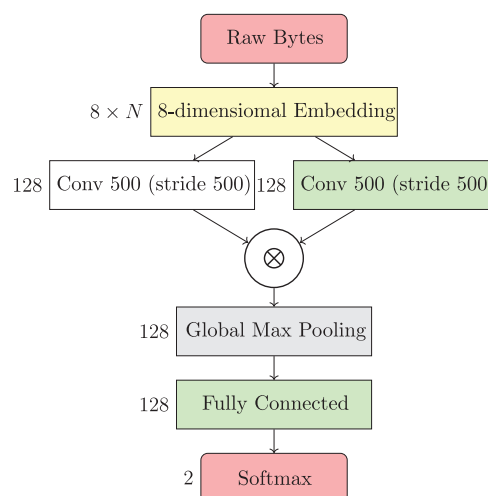 Raw Bytes
8 × N 8-dimensiomal Embedding
128 Conv 500 (stride 500) 128 Conv 500 (stride 500
⊗
128 Global Max Pooling
128 Fully Connected
2 Softmax